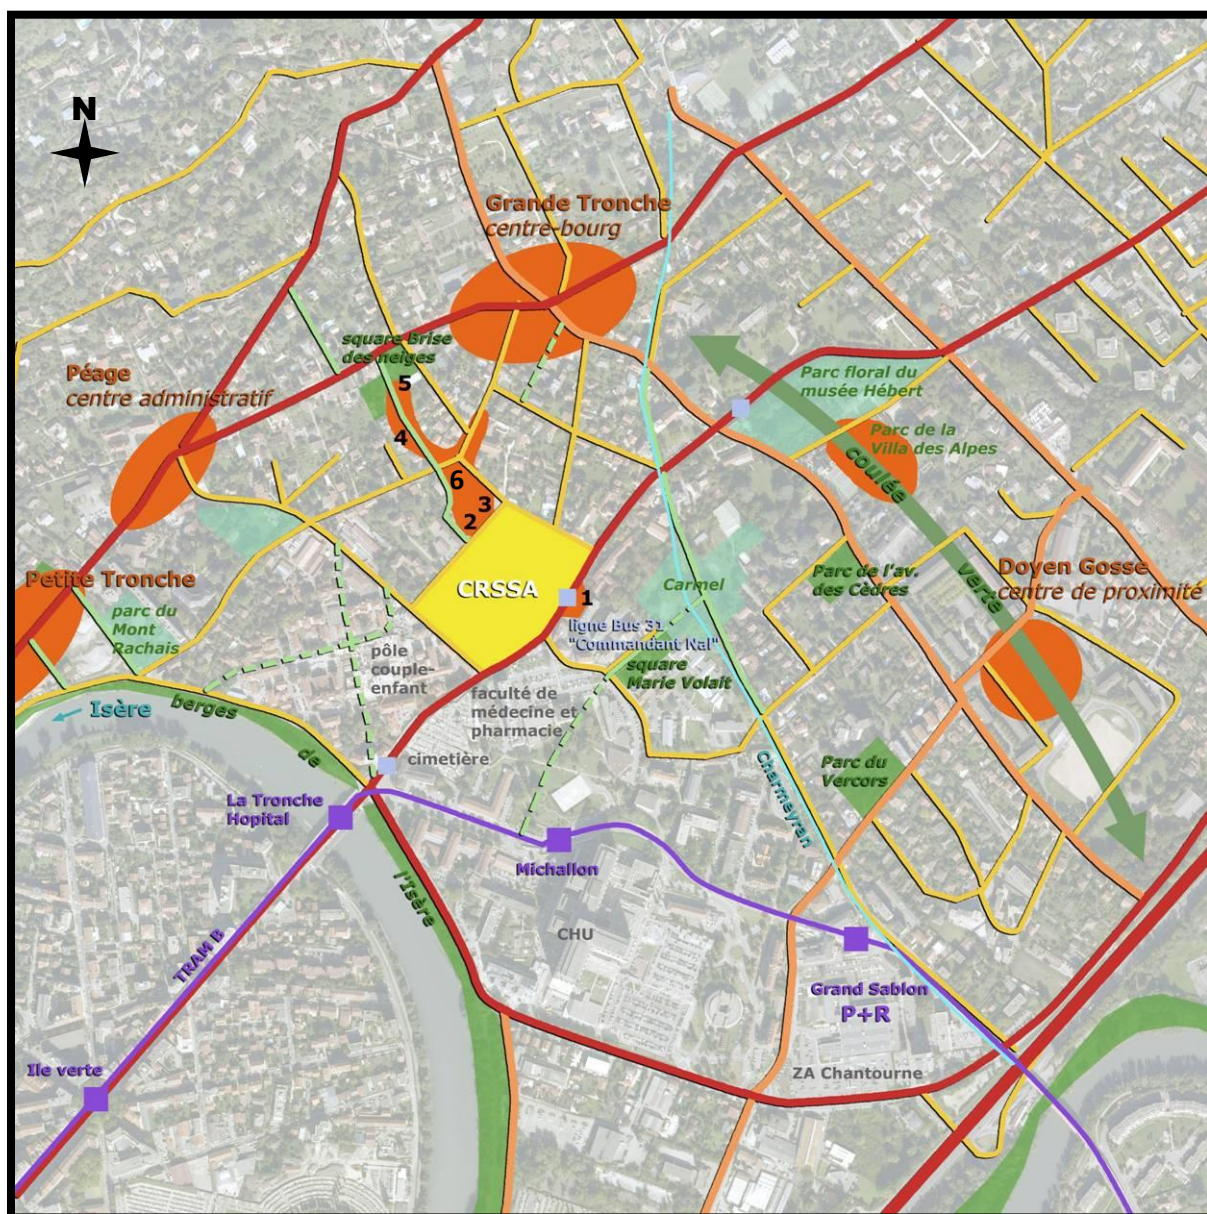 N
Grande Tronche
centre-bourg
square Brise
des neiges
5
Péage
centre administratif
4
Parc floral du
musée Hébert
Parc de la
Villa des Alpes
coulée
verte
6
3
2
CRSSA
1
ligne Bus 31
"Commandant Nal"
Carmel
Parc de l'av.
des Cèdres
Doyen Gosse
centre de proximité
Petite Tronche
parc du
Mont
Rachais
pôle
couple-
enfant
square
Marie Volait
faculté de
médecine et
pharmacie
Isère
berges
de
l'Isère
cimetière
Parc du
Vercors
Charmeyran
La Tronche
Hopital
Michallon
TRAM B
CHU
Grand Sablon
P+R
Ile verte
ZA Chantourne